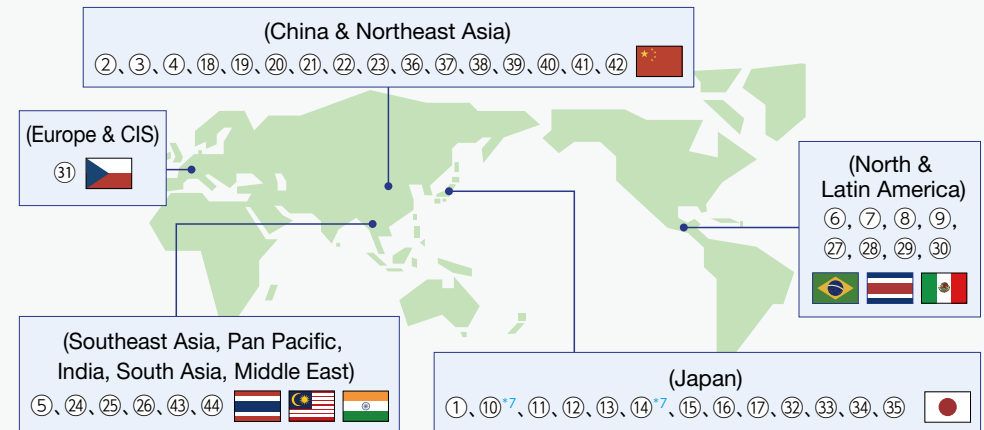 (China & Northeast Asia)
②、③、④、⑱、⑲、⑳、㉑、㉒、㉓、㊱、㊲、㊳、㊴、㊵、㊶、㊷
(Europe & CIS)
㉛
(North &
Latin America)
⑥, ⑦, ⑧, ⑨,
㉗, ㉘, ㉙, ㉚
(Southeast Asia, Pan Pacific,
India, South Asia, Middle East)
⑤、㉔、㉕、㉖、㊸、㊹
(Japan)
①、⑩*7、⑪、⑫、⑬、⑭*7、⑮、⑯、⑰、㉜、㉝、㉞、㉟